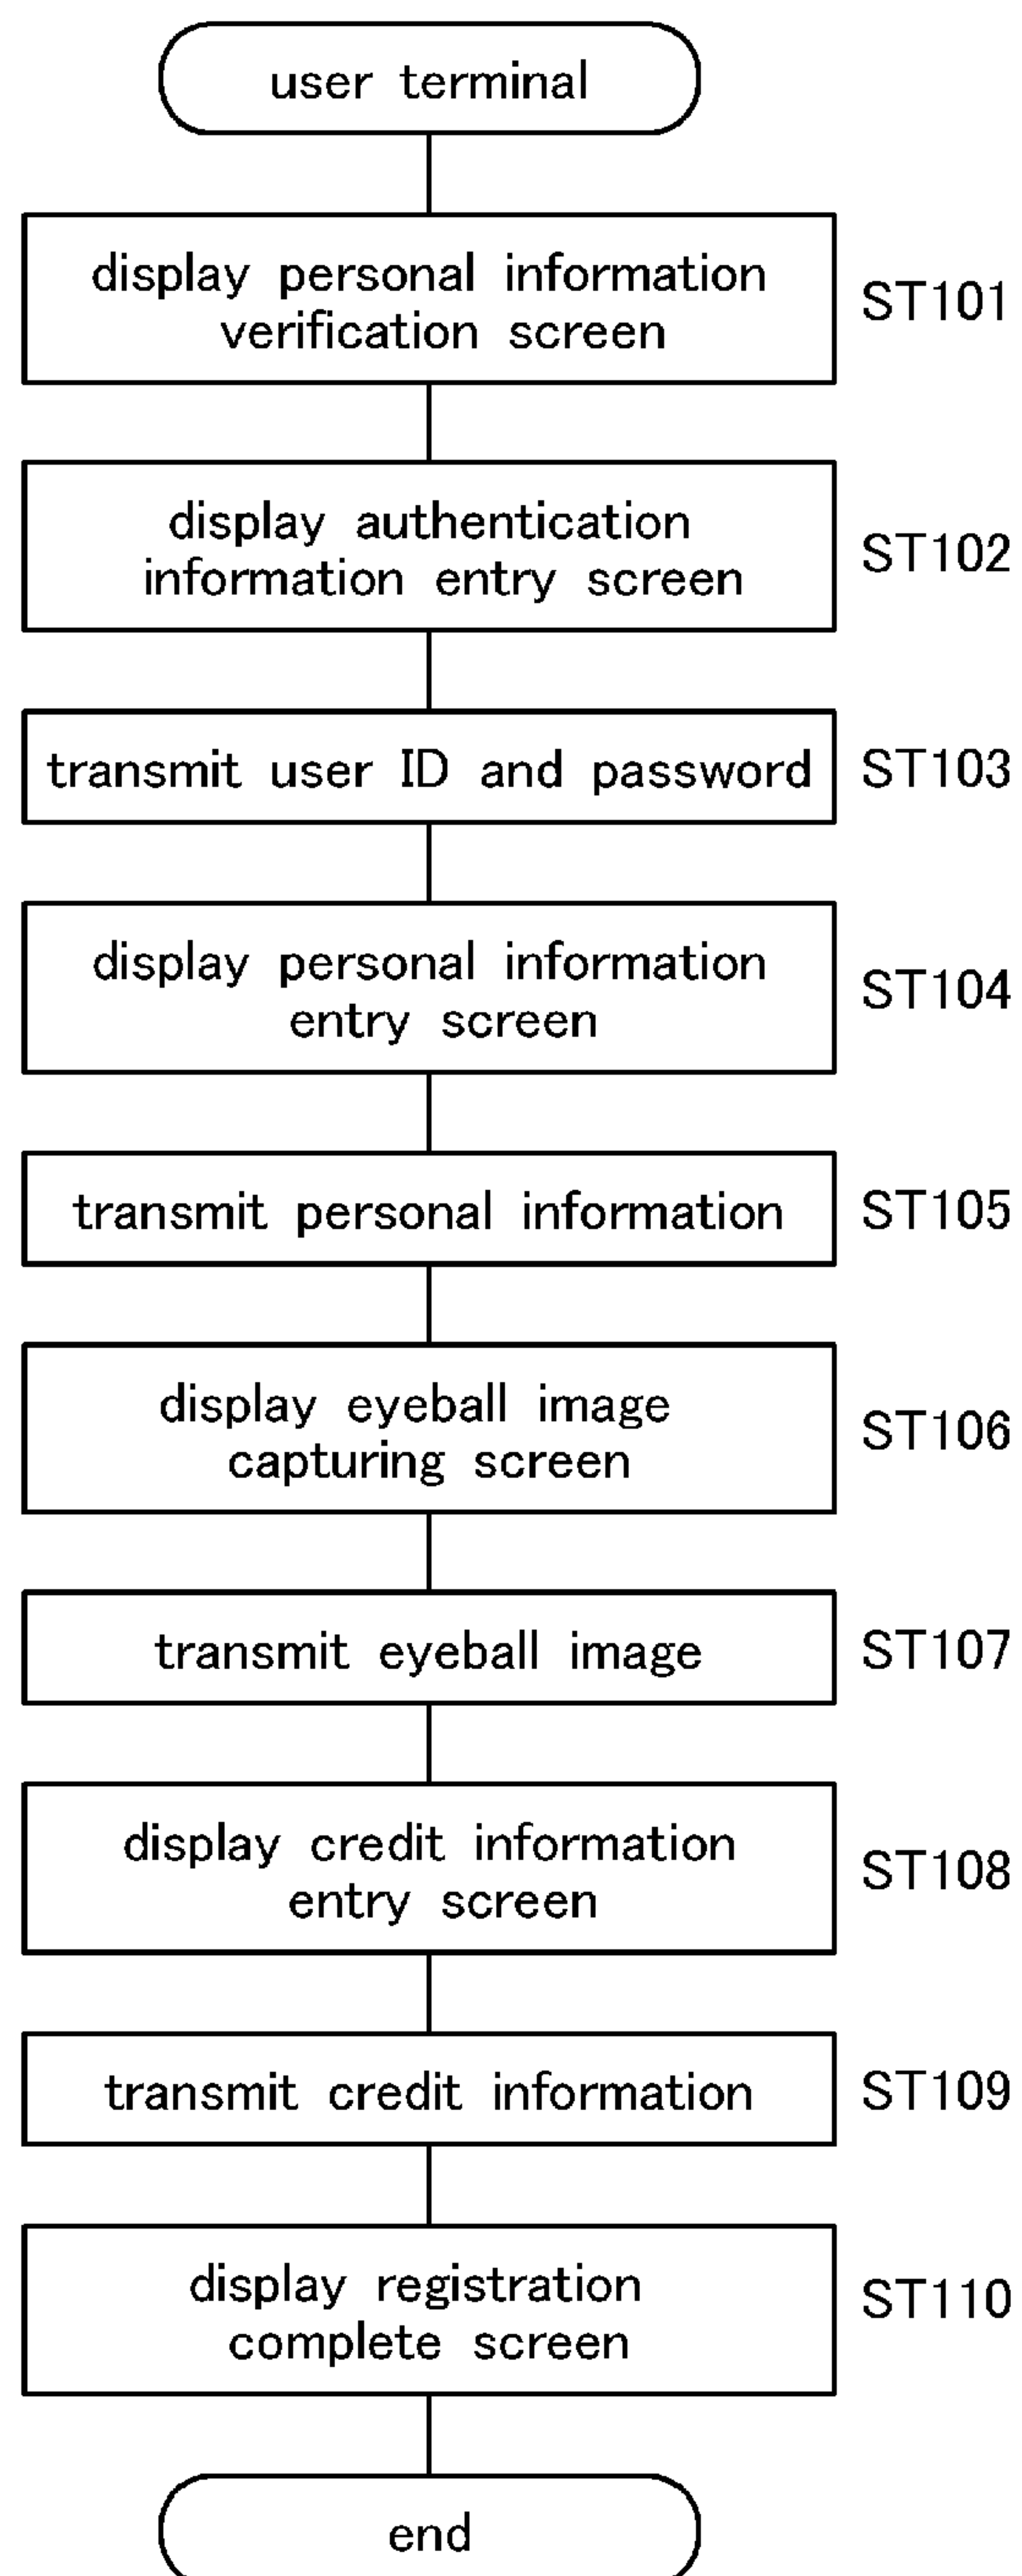 user terminal
display personal information
verification screen
ST101
display authentication
information entry screen
ST102
transmit user ID and password
ST103
display personal information
entry screen
ST104
transmit personal information
ST105
display eyeball image
capturing screen
ST106
transmit eyeball image
ST107
display credit information
entry screen
ST108
transmit credit information
ST109
display registration
complete screen
ST110
end